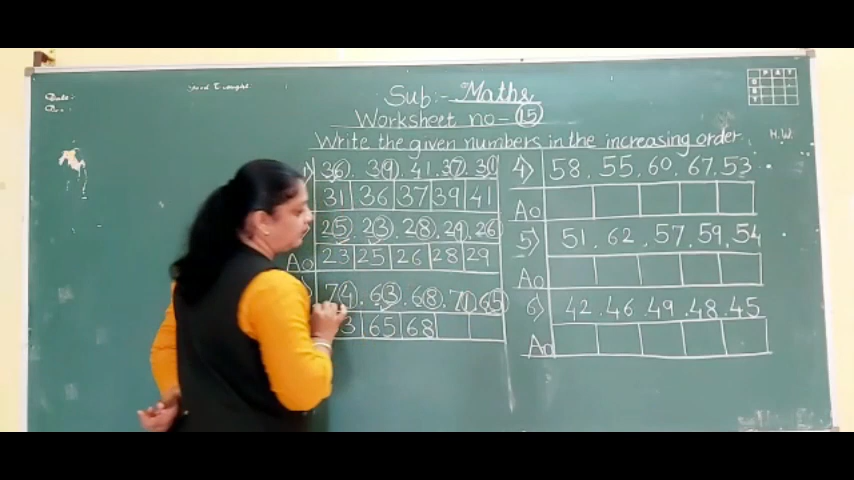 Sub:- Maths
Worksheet no-15
Write the given numbers in the increasing order
H.W.
1) 36, 39, 41, 37, 31
31 36 37 39 41
25, 23, 28, 29, 26
Ao 23 25 26 28 29
74, 63, 68, 71, 65
3 65 68
4) 58, 55, 60, 67, 53
Ao
5) 51, 62, 57, 59, 54
Ao
6) 42, 46, 49, 48, 45
Ao